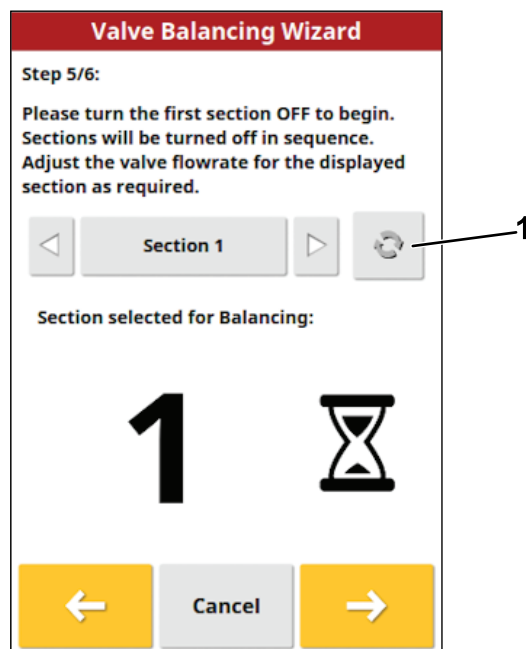 Valve Balancing Wizard
Step 5/6:
Please turn the first section OFF to begin.
Sections will be turned off in sequence.
Adjust the valve flowrate for the displayed
section as required.
Section 1
1
Section selected for Balancing:
1
Cancel